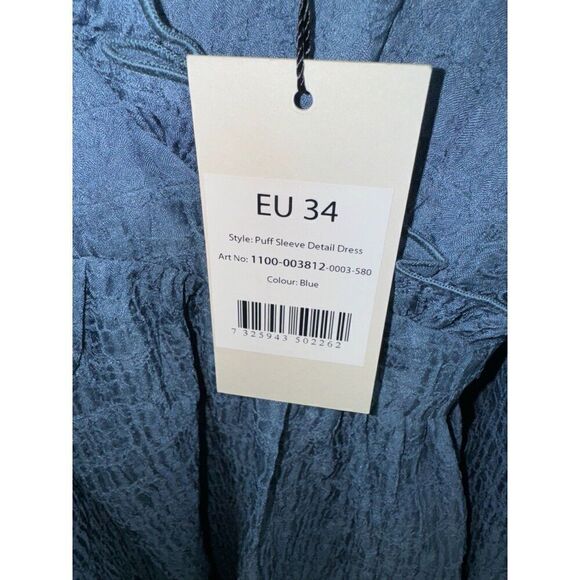 EU 34
Style: Puff Sleeve Detail Dress
Art No: 1100-003812-0003-580
Colour: Blue
7 325943 502262